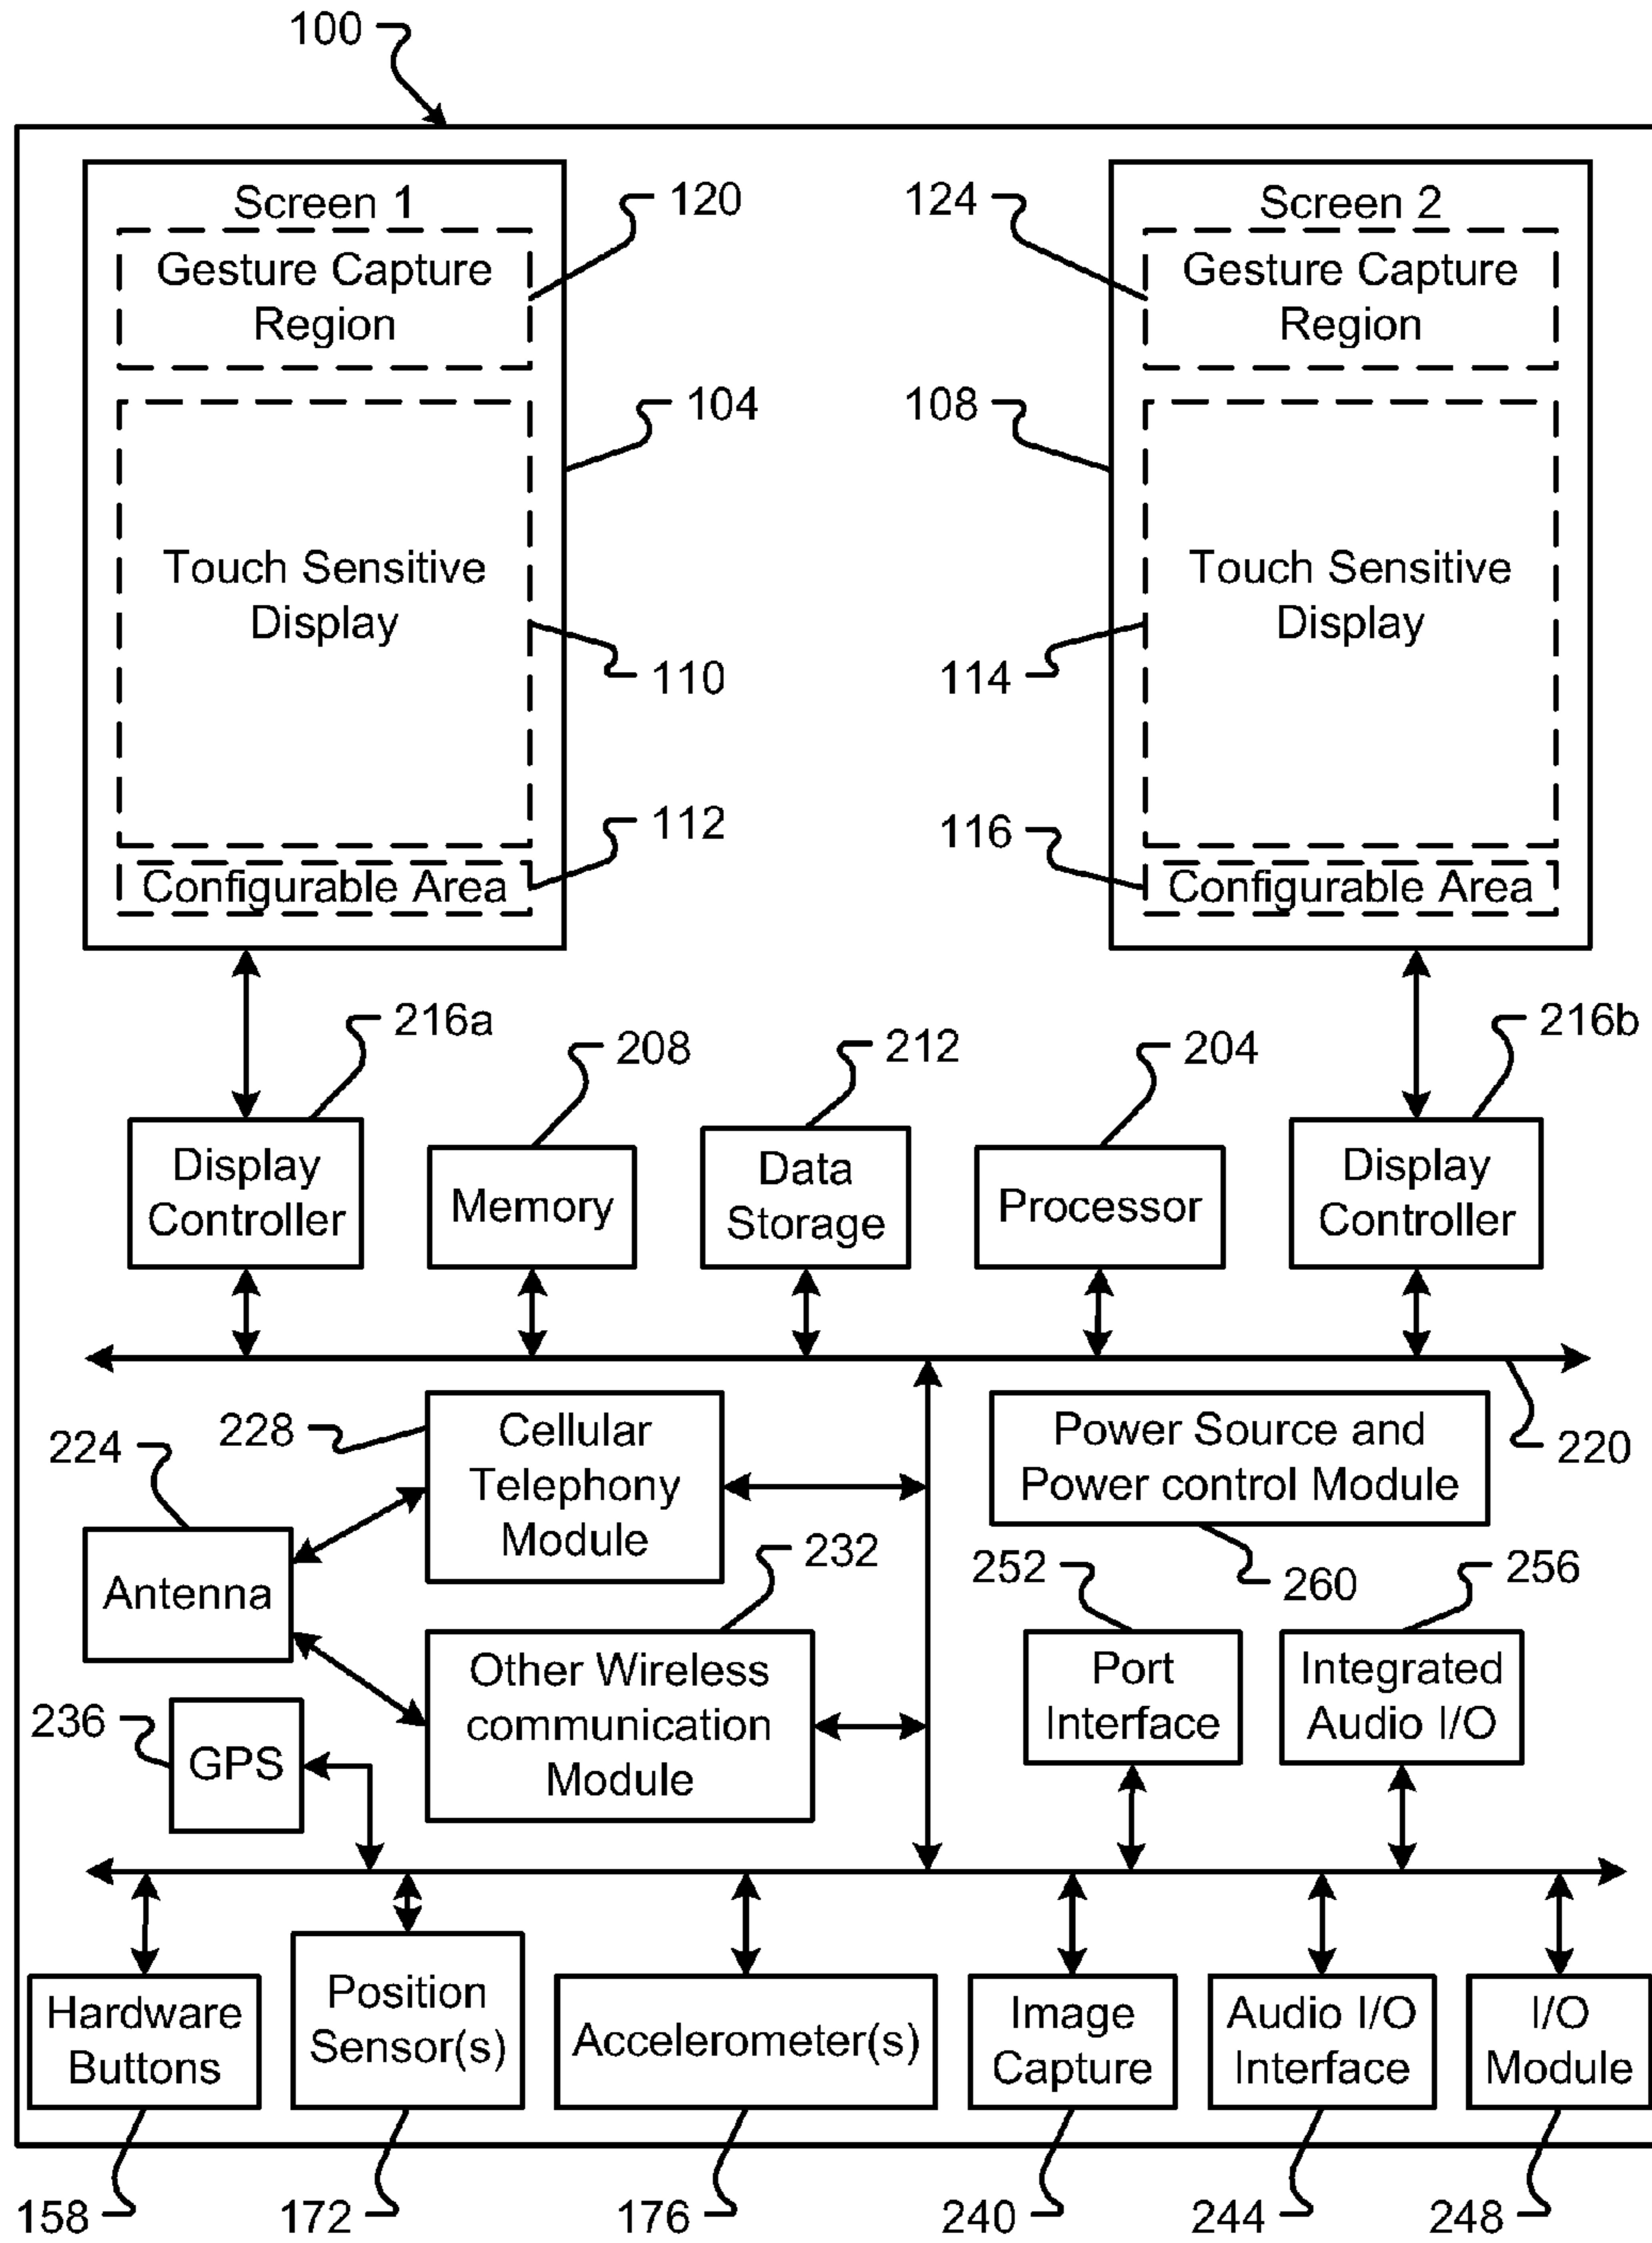 100
Screen 1
120
124
Screen 2
Gesture Capture
Region
Gesture Capture
Region
104
108
Touch Sensitive
Display
Touch Sensitive
Display
110
114
112
116
Configurable Area
Configurable Area
216a
208
212
204
216b
Display
Controller
Memory
Data
Storage
Processor
Display
Controller
228
224
Cellular
Telephony
Module
Power Source and
Power control Module
220
232
252
260
256
Antenna
Other Wireless
communication
Module
Port
Interface
Integrated
Audio I/O
236
GPS
Hardware
Buttons
Position
Sensor(s)
Accelerometer(s)
Image
Capture
Audio I/O
Interface
I/O
Module
158
172
176
240
244
248